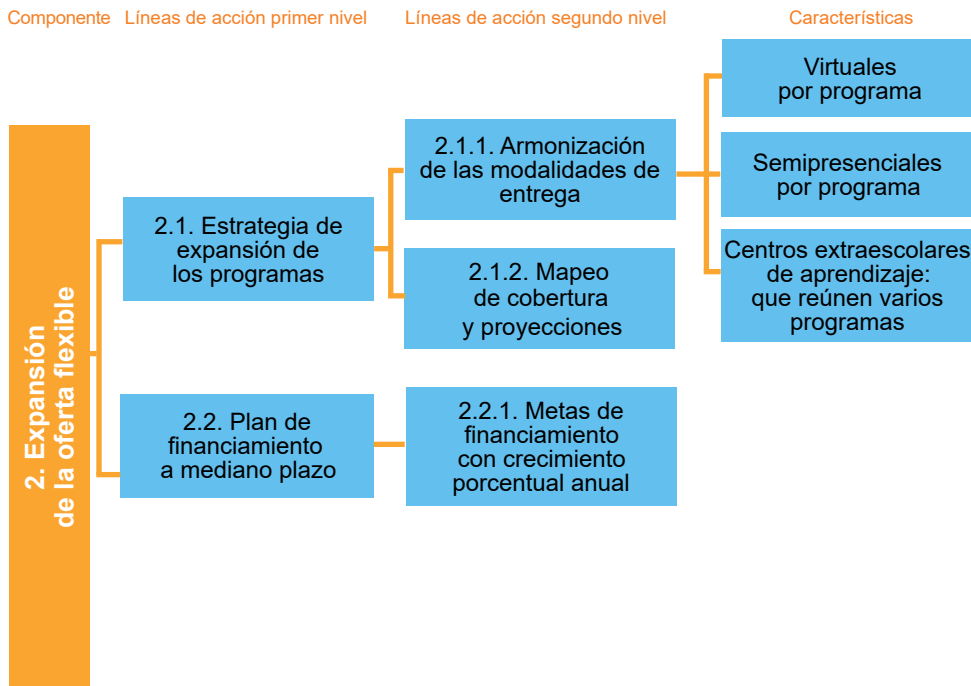 Componente
Líneas de acción primer nivel
Líneas de acción segundo nivel
Características
2. Expansión
de la oferta flexible
2.1. Estrategia de
expansión de
los programas
2.1.1. Armonización
de las modalidades de
entrega
Virtuales
por programa
Semipresenciales
por programa
Centros extraescolares
de aprendizaje:
que reúnen varios
programas
2.1.2. Mapeo
de cobertura
y proyecciones
2.2. Plan de
financiamiento
a mediano plazo
2.2.1. Metas de
financiamiento
con crecimiento
porcentual anual